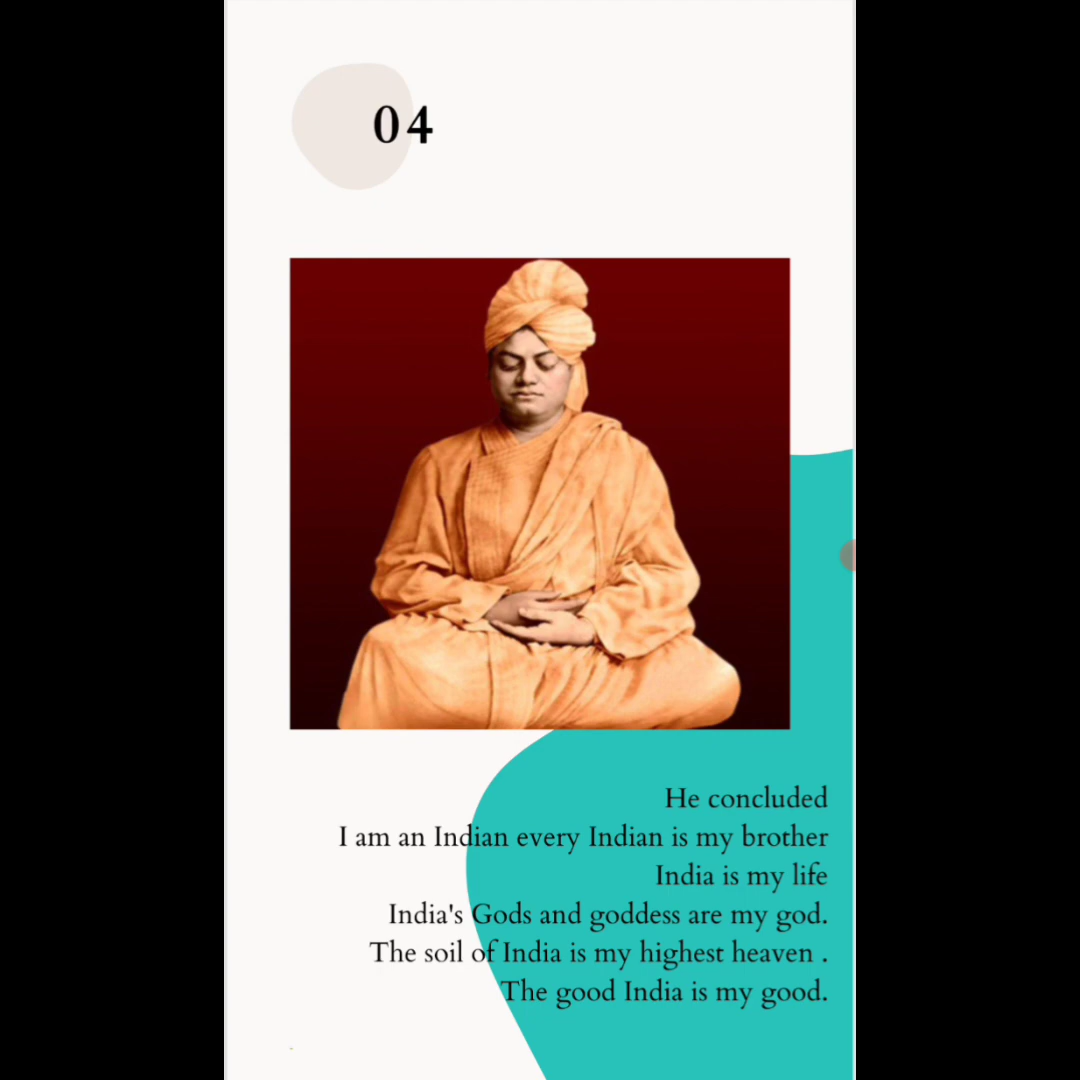 04
He concluded
I am an Indian every Indian is my brother
India is my life
India's Gods and goddess are my god.
The soil of India is my highest heaven .
The good India is my good.